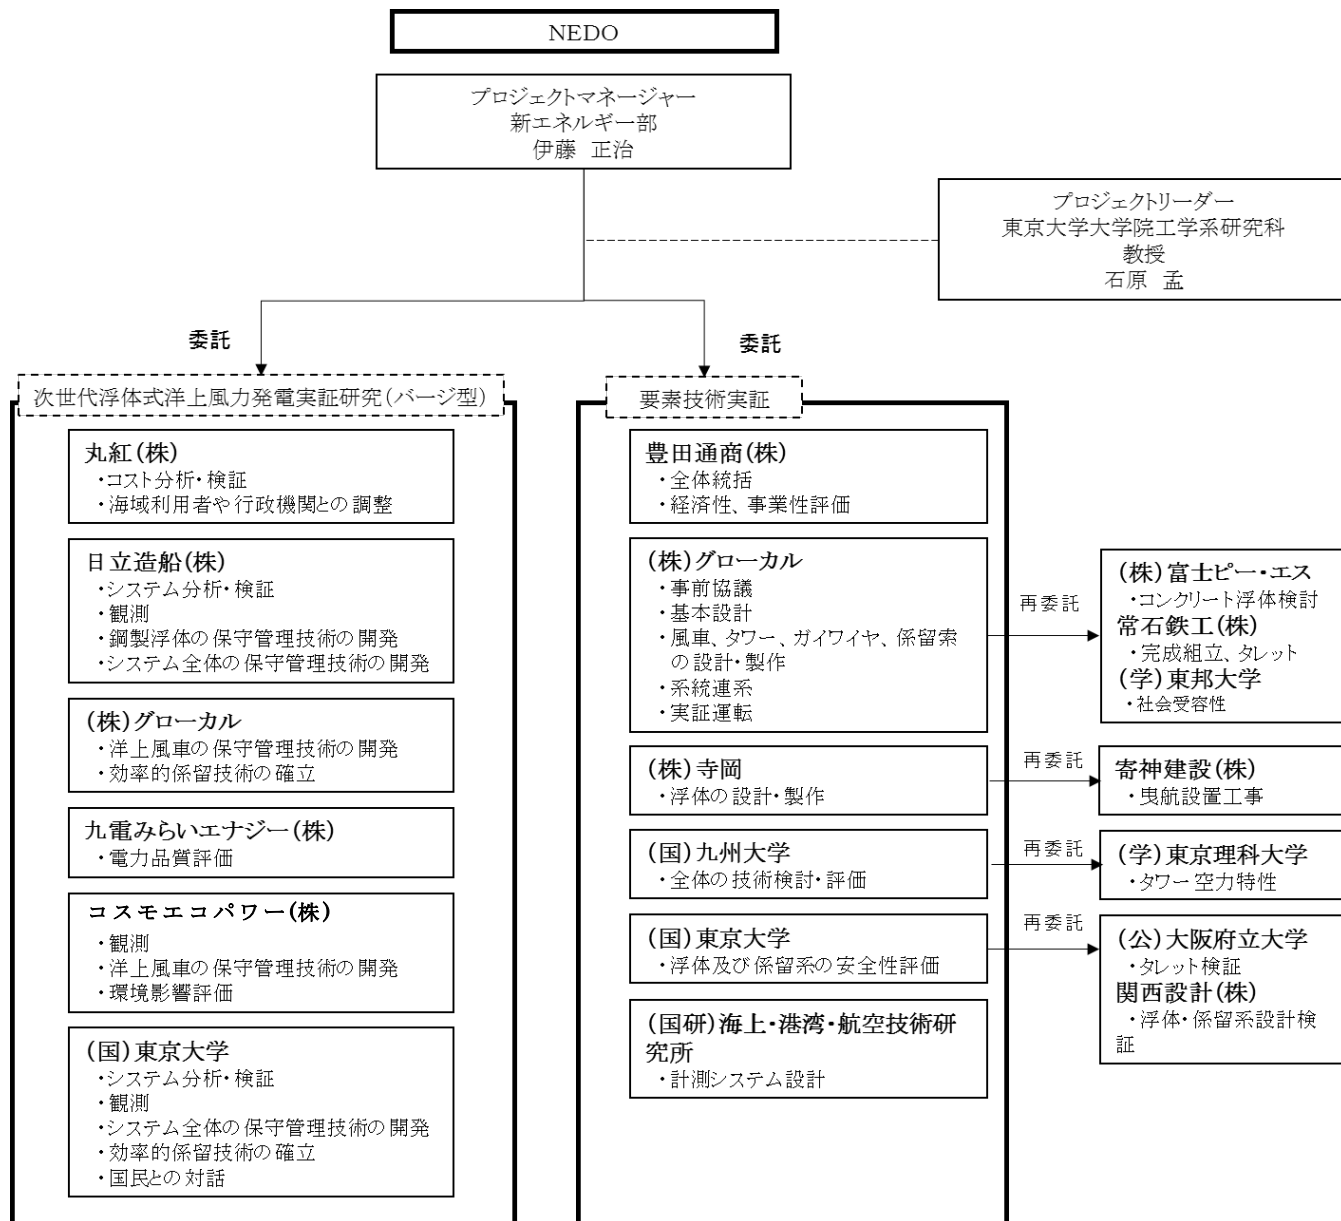 NEDO
プロジェクトマネージャー
新エネルギー部
伊藤 正治
プロジェクトリーダー
東京大学大学院工学系研究科
教授
石原 孟
委託
委託
次世代浮体式洋上風力発電実証研究(バージ型)
丸紅(株)
・コスト分析・検証
・海域利用者や行政機関との調整
日立造船(株)
・システム分析・検証
・観測
・鋼製浮体の保守管理技術の開発
・システム全体の保守管理技術の開発
(株)グローカル
・洋上風車の保守管理技術の開発
・効率的係留技術の確立
九電みらいエナジー(株)
・電力品質評価
コスモエコパワー(株)
・観測
・洋上風車の保守管理技術の開発
・環境影響評価
(国)東京大学
・システム分析・検証
・観測
・システム全体の保守管理技術の開発
・効率的係留技術の確立
・国民との対話
要素技術実証
豊田通商(株)
・全体統括
・経済性、事業性評価
(株)グローカル
・事前協議
・基本設計
・風車、タワー、ガイワイヤ、係留索
の設計・製作
・系統連系
・実証運転
(株)寺岡
・浮体の設計・製作
(国)九州大学
・全体の技術検討・評価
(国)東京大学
・浮体及び係留系の安全性評価
(国研)海上・港湾・航空技術研
究所
・計測システム設計
再委託
(株)富士ピー・エス
・コンクリート浮体検討
常石鉄工(株)
・完成組立、タレット
(学)東邦大学
・社会受容性
再委託
寄神建設(株)
・曳航設置工事
再委託
(学)東京理科大学
・タワー空力特性
再委託
(公)大阪府立大学
・タレット検証
関西設計(株)
・浮体・係留系設計検
証